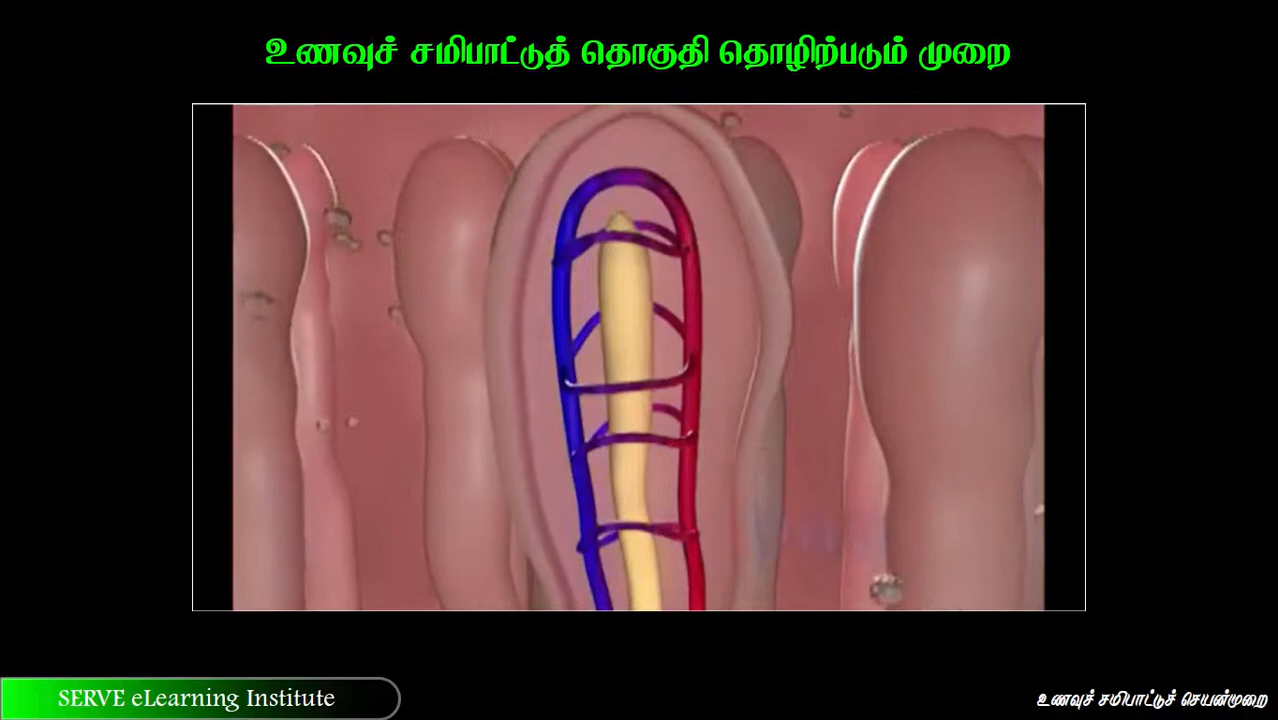 உணவுச் சமிபாட்டுத் தொகுதி தொழிற்படும் முறை
SERVE eLearning Institute
உணவுச் சமிபாட்டுச் செயன்முறை